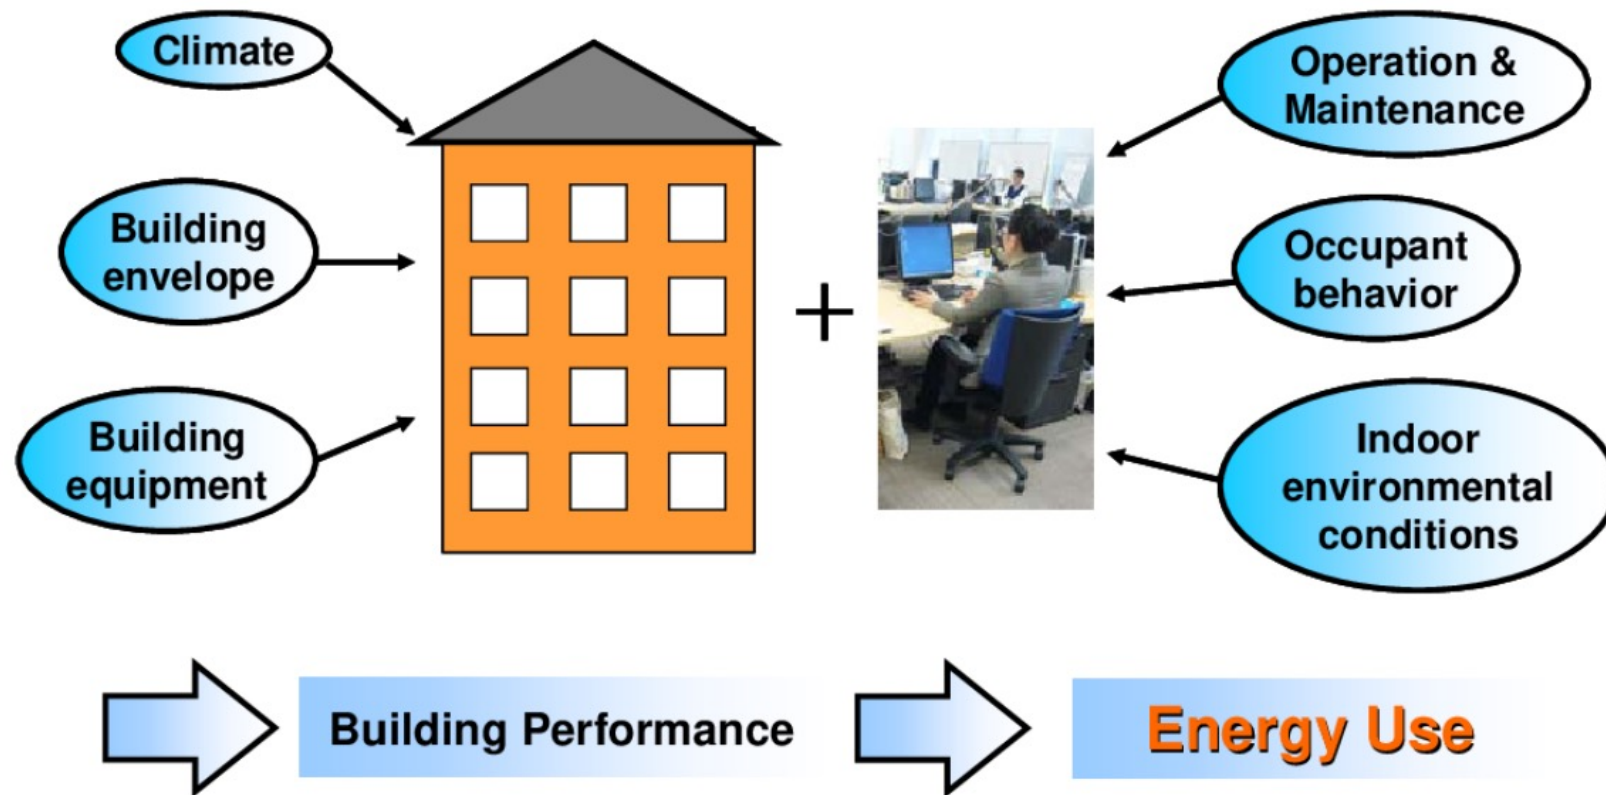 Climate
Building
envelope
Building
equipment
+
Operation &
Maintenance
Occupant
behavior
Indoor
environmental
conditions
Building Performance
Energy Use